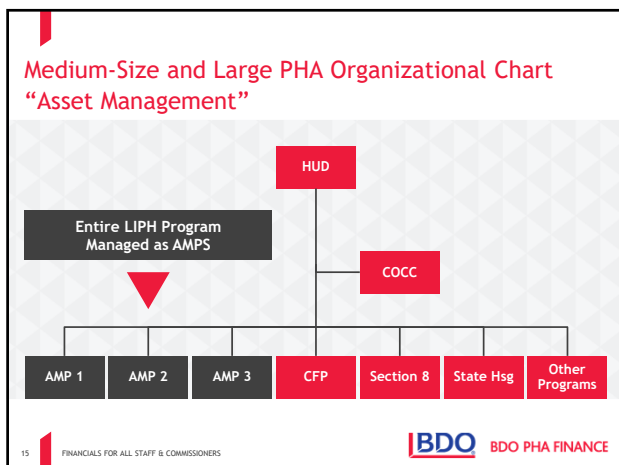 Medium-Size and Large PHA Organizational Chart
“Asset Management”
HUD
Entire LIPH Program
Managed as AMPS
COCC
AMP 1
AMP 2
AMP 3
CFP
Section 8
State Hsg
Other
Programs
15
FINANCIALS FOR ALL STAFF & COMMISSIONERS
BDO
BDO PHA FINANCE